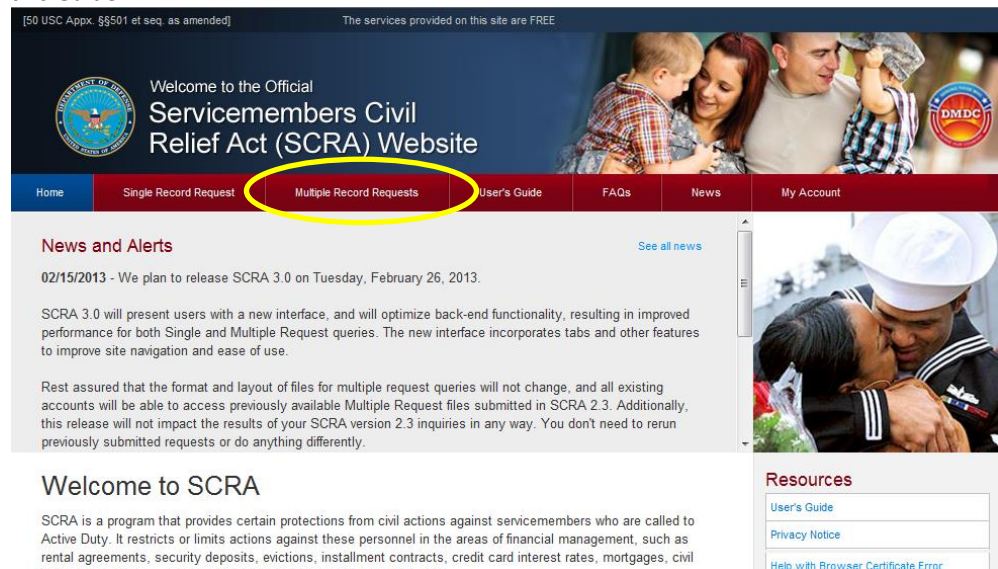 [50 USC Appx. §§501 et seq. as amended]
The services provided on this site are FREE
Welcome to the Official
Servicemembers Civil
Relief Act (SCRA) Website
DMDC
Home
Single Record Request
Multiple Record Requests
User's Guide
FAQs
News
My Account
News and Alerts
See all news
02/15/2013 - We plan to release SCRA 3.0 on Tuesday, February 26, 2013.
SCRA 3.0 will present users with a new interface, and will optimize back-end functionality, resulting in improved
performance for both Single and Multiple Request queries. The new interface incorporates tabs and other features
to improve site navigation and ease of use.
Rest assured that the format and layout of files for multiple request queries will not change, and all existing
accounts will be able to access previously available Multiple Request files submitted in SCRA 2.3. Additionally,
this release will not impact the results of your SCRA version 2.3 inquiries in any way. You don't need to rerun
previously submitted requests or do anything differently.
Welcome to SCRA
SCRA is a program that provides certain protections from civil actions against servicemembers who are called to
Active Duty. It restricts or limits actions against these personnel in the areas of financial management, such as
rental agreements, security deposits, evictions, installment contracts, credit card interest rates, mortgages, civil
Resources
User's Guide
Privacy Notice
Help with Browser Certificate Error